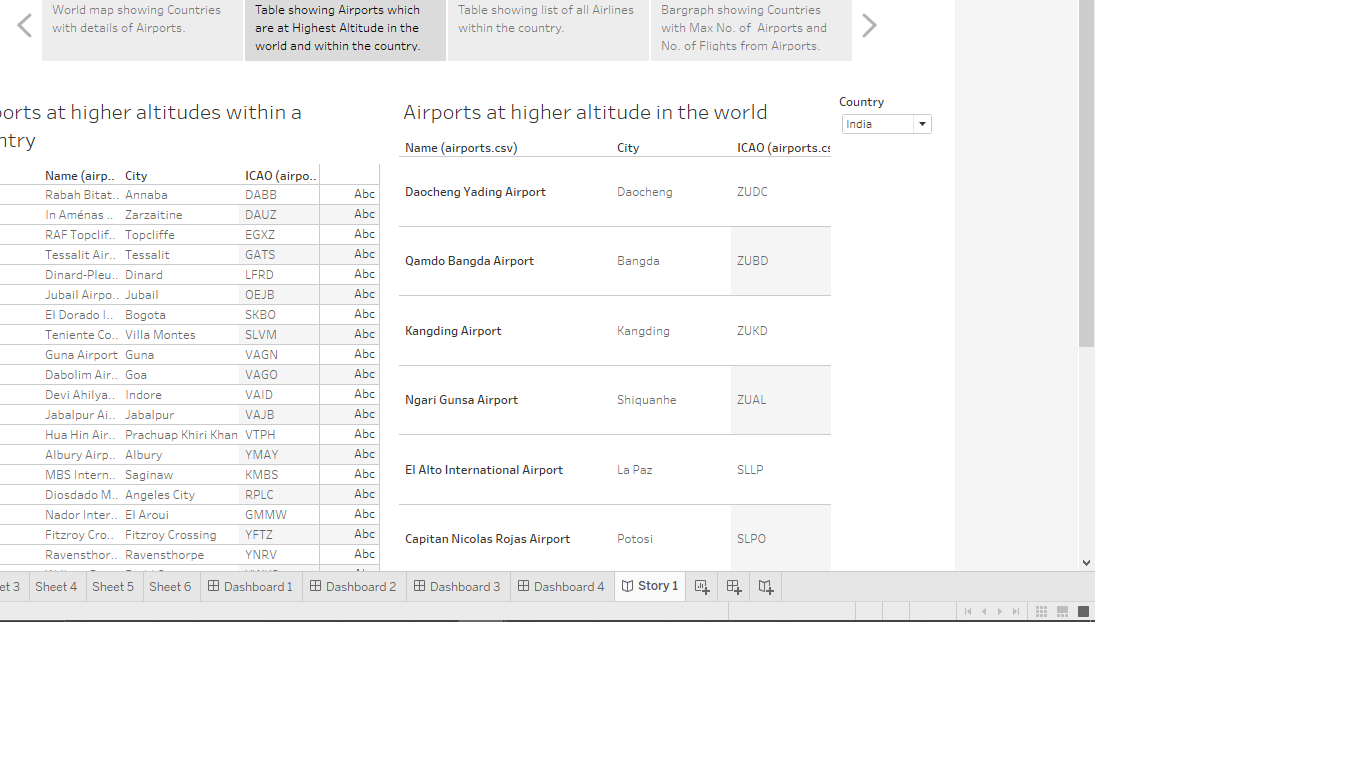 World map showing Countries
with details of Airports.
Table showing Airports which
are at Highest Altitude in the
world and within the country.
Table showing list of all Airlines
within the country.
Bargraph showing Countries
with Max No. of  Airports and
No. of Flights from Airports.
orts at higher altitudes within a
ntry
Name (airp.. City ICAO (airpo..
Rabah Bitat.. Annaba DABB Abc
In Aménas .. Zarzaitine DAUZ Abc
RAF Topclif.. Topcliffe EGXZ Abc
Tessalit Air.. Tessalit GATS Abc
Dinard-Pleu.. Dinard LFRD Abc
Jubail Airpo.. Jubail OEJB Abc
El Dorado I.. Bogota SKBO Abc
Teniente Co.. Villa Montes SLVM Abc
Guna Airport Guna VAGN Abc
Dabolim Air.. Goa VAGO Abc
Devi Ahilya.. Indore VAID Abc
Jabalpur Ai.. Jabalpur VAJB Abc
Hua Hin Air.. Prachuap Khiri Khan VTPH Abc
Albury Airp.. Albury YMAY Abc
MBS Intern.. Saginaw KMBS Abc
Diosdado M.. Angeles City RPLC Abc
Nador Inter.. El Aroui GMMW Abc
Fitzroy Cro.. Fitzroy Crossing YFTZ Abc
Ravensthor.. Ravensthorpe YNRV Abc
Airports at higher altitude in the world
Name (airports.csv) City ICAO (airports.cs
Daocheng Yading Airport Daocheng ZUDC
Qamdo Bangda Airport Bangda ZUBD
Kangding Airport Kangding ZUKD
Ngari Gunsa Airport Shiquanhe ZUAL
El Alto International Airport La Paz SLLP
Capitan Nicolas Rojas Airport Potosi SLPO
Country
India
et 3 Sheet 4 Sheet 5 Sheet 6 Dashboard 1 Dashboard 2 Dashboard 3 Dashboard 4 Story 1